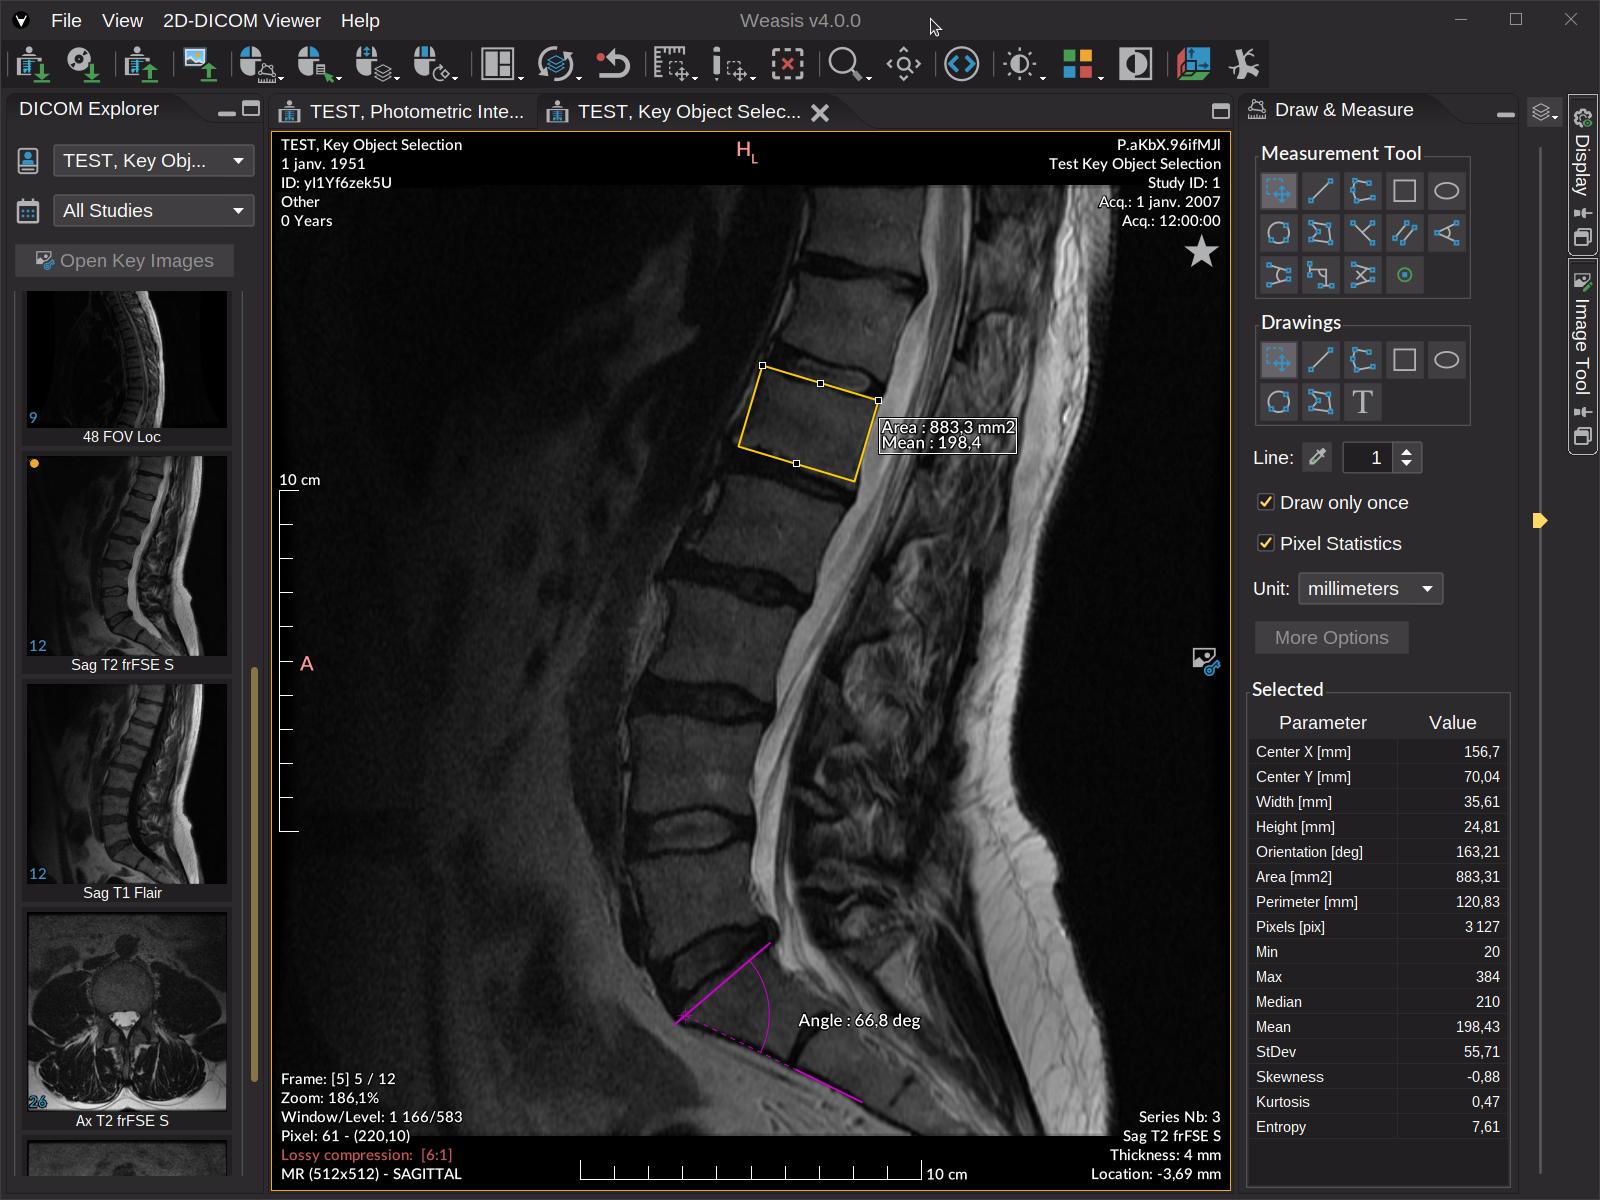 File View 2D-DICOM Viewer Help
Weasis v4.0.0
DICOM Explorer
TEST, Key Obj...
All Studies
Open Key Images
9
48 FOV Loc
12
Sag T2 frFSE S
12
Sag T1 Flair
26
Ax T2 frFSE S
TEST, Photometric Inte...
TEST, Key Object Selec...
TEST, Key Object Selection
1 janv. 1951
ID: yI1Yf6zek5U
Other
0 Years
H
L
P.aKbX.96ifMJl
Test Key Object Selection
Study ID: 1
Acq.: 1 janv. 2007
Acq.: 12:00:00
Area : 883,3 mm2
Mean : 198,4
10 cm
A
Angle : 66,8 deg
Frame: [5] 5 / 12
Zoom: 186,1%
Window/Level: 1 166/583
Pixel: 61 - (220,10)
Lossy compression: [6:1]
MR (512x512) - SAGITTAL
10 cm
Series Nb: 3
Sag T2 frFSE S
Thickness: 4 mm
Location: -3,69 mm
Draw & Measure
Measurement Tool
Drawings
T
Line: 1
Draw only once
Pixel Statistics
Unit: millimeters
More Options
Selected
Parameter Value
Center X [mm] 156,7
Center Y [mm] 70,04
Width [mm] 35,61
Height [mm] 24,81
Orientation [deg] 163,21
Area [mm2] 883,31
Perimeter [mm] 120,83
Pixels [pix] 3 127
Min 20
Max 384
Median 210
Mean 198,43
StDev 55,71
Skewness -0,88
Kurtosis 0,47
Entropy 7,61
Display
Image Tool